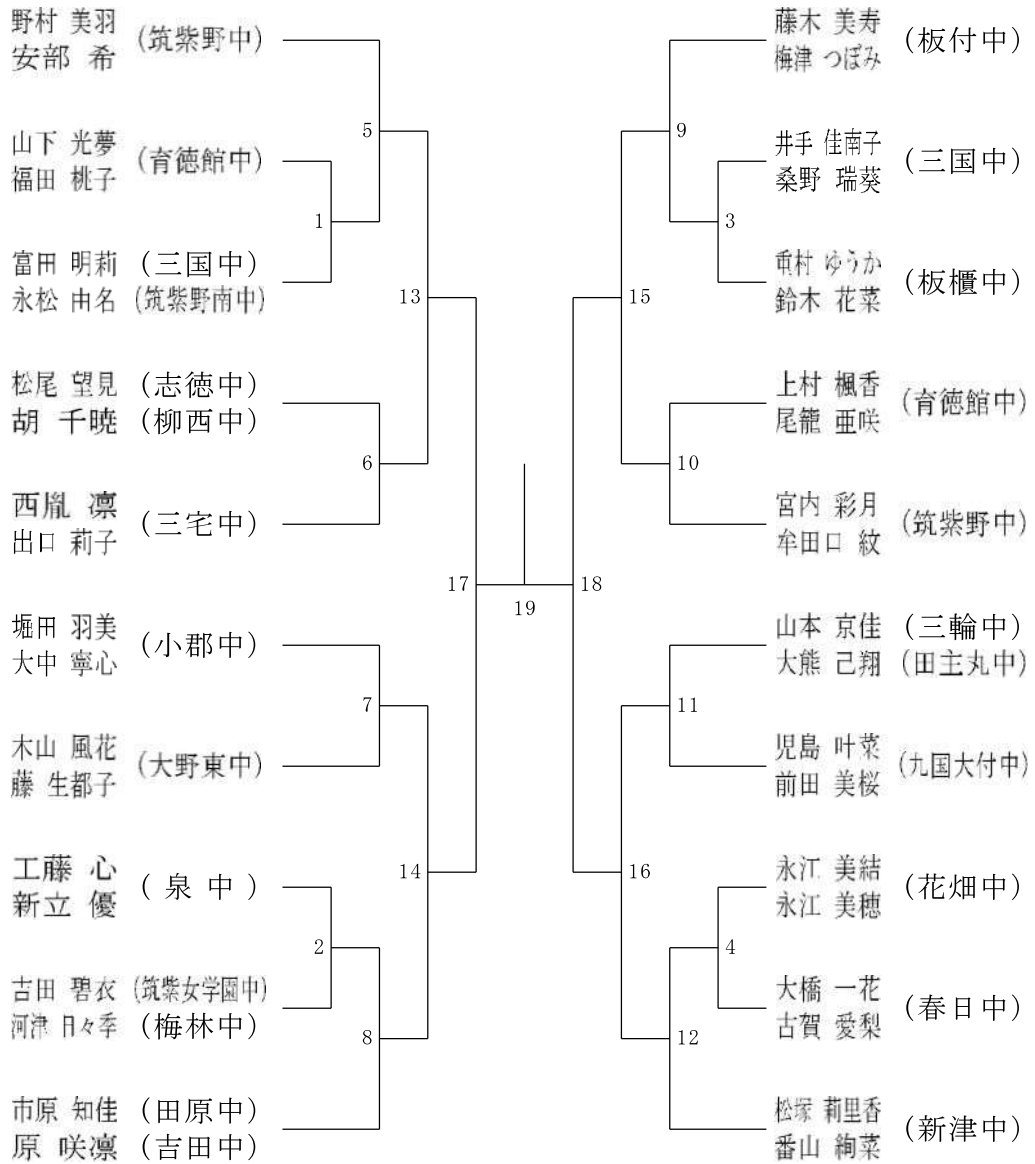 野村 美羽 (筑紫野中)
安部 希
5
山下 光夢 (育徳館中)
福田 桃子
1
富田 明莉 (三国中)
永松 由名 (筑紫野南中)
13
松尾 望見 (志徳中)
胡 千暁 (柳西中)
6
西胤 凛 (三宅中)
出口 莉子
17
堀田 羽美 (小郡中)
大中 寧心
7
木山 風花 (大野東中)
藤 生都子
14
工藤 心 (泉中)
新立 優
2
吉田 碧衣 (筑紫女学園中)
河津 日々季 (梅林中)
8
市原 知佳 (田原中)
原 咲凛 (吉田中)
19
藤木 美寿 (板付中)
梅津 つぼみ
9
井手 佳南子 (三国中)
桑野 瑞葵
3
重村 ゆうか (板櫃中)
鈴木 花菜
15
上村 楓香 (育徳館中)
尾籠 亜咲
10
宮内 彩月 (筑紫野中)
牟田口 紋
18
山本 京佳 (三輪中)
大熊 己翔 (田主丸中)
11
児島 叶菜 (九国大付中)
前田 美桜
16
永江 美結 (花畑中)
永江 美穂
4
大橋 一花 (春日中)
古賀 愛梨
12
松塚 莉里香 (新津中)
番山 絢菜